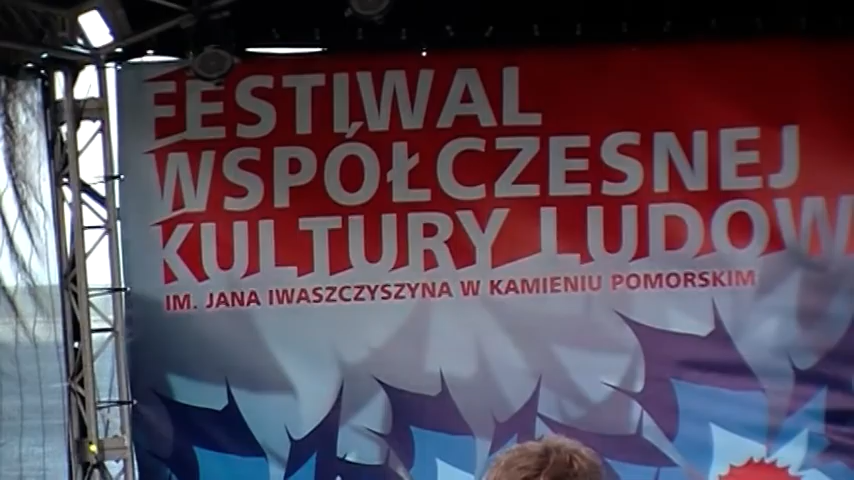 FESTIWAL
WSPÓŁCZESNEJ
KULTURY LUDOW
IM. JANA IWASZCZYSZYNA W KAMIENIU POMORSKIM